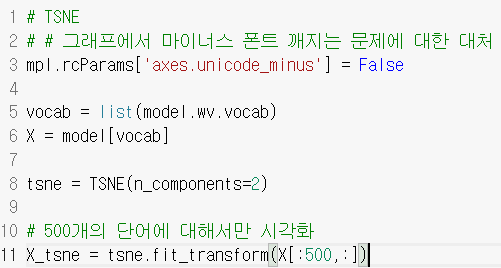 1 # TSNE
2 # # 그래프에서 마이너스 폰트 깨지는 문제에 대한 대처
3 mpl.rcParams['axes.unicode_minus'] = False
4
5 vocab = list(model.wv.vocab)
6 X = model[vocab]
7
8 tsne = TSNE(n_components=2)
9
10 # 500개의 단어에 대해서만 시각화
11 X_tsne = tsne.fit_transform(X[:500,:])